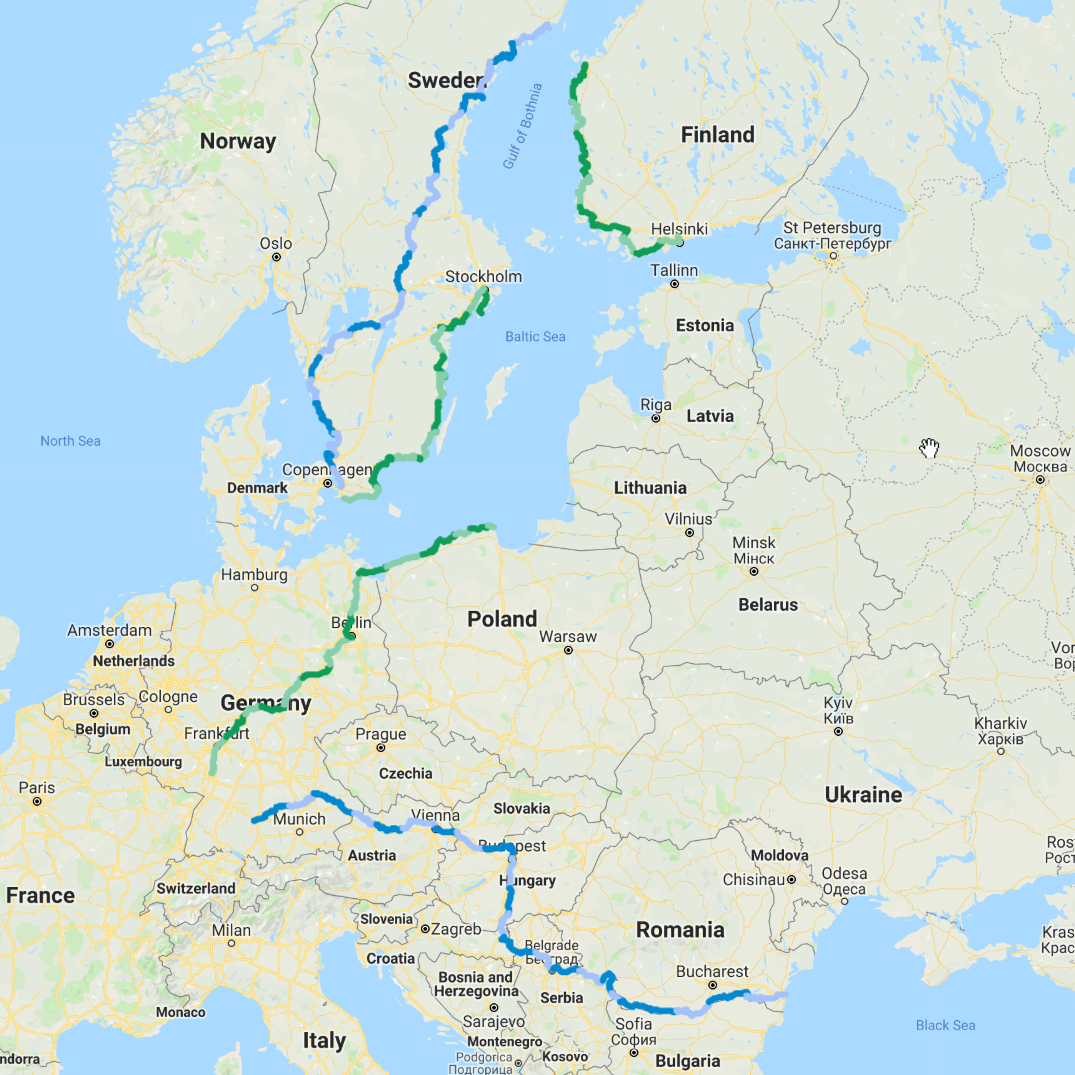 Sweden
Gulf of Bothnia
Norway
Finland
Helsinki
St Petersburg
Санкт-Петербург
Oslo
Stockholm
Tallinn
Estonia
Baltic Sea
Riga
Latvia
North Sea
Moscow
Москва
Copenhagen
Denmark
Lithuania
Vilnius
Minsk
Мінск
Hamburg
Belarus
Berlin
Poland
Amsterdam
Warsaw
Netherlands
Brussels
Cologne
Germany
Kyiv
Київ
Belgium
Frankfurt
Prague
Kharkiv
Харків
Luxembourg
Czechia
Paris
Ukraine
Munich
Vienna
Slovakia
Budapest
Austria
Moldova
Hungary
Chisinau
Odesa
Одеса
Switzerland
France
Slovenia
Zagreb
Romania
Milan
Croatia
Belgrade
Београд
Bosnia and
Herzegovina
Bucharest
Serbia
Monaco
Sarajevo
Sofia
София
Black Sea
Italy
Montenegro
Podgorica
Подгорица
Kosovo
Bulgaria
ndorra
Vor
Вор
Ros
Рост
Kras
Крас